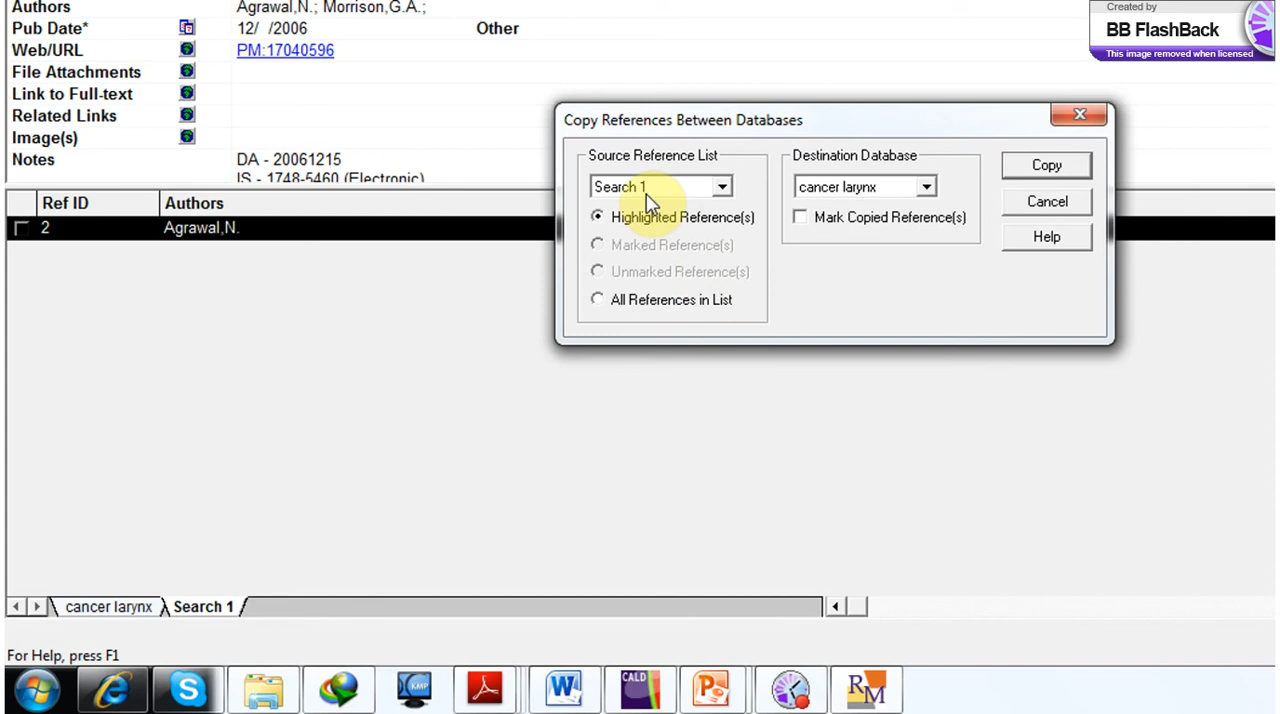 Authors
Agrawal,N.; Morrison,G.A.;
Pub Date*
12/ /2006
Other
Web/URL
PM:17040596
File Attachments
Link to Full-text
Related Links
Image(s)
Notes
DA - 20061215
IS - 1748-5460 (Electronic)
Created by
BB FlashBack
This image removed when licensed
Ref ID
Authors
2
Agrawal,N.
Copy References Between Databases
Source Reference List
Search 1
Highlighted Reference(s)
Marked Reference(s)
Unmarked Reference(s)
All References in List
Destination Database
cancer larynx
Mark Copied Reference(s)
Copy
Cancel
Help
cancer larynx
Search 1
For Help, press F1
KMP
W
CALD
P
RM